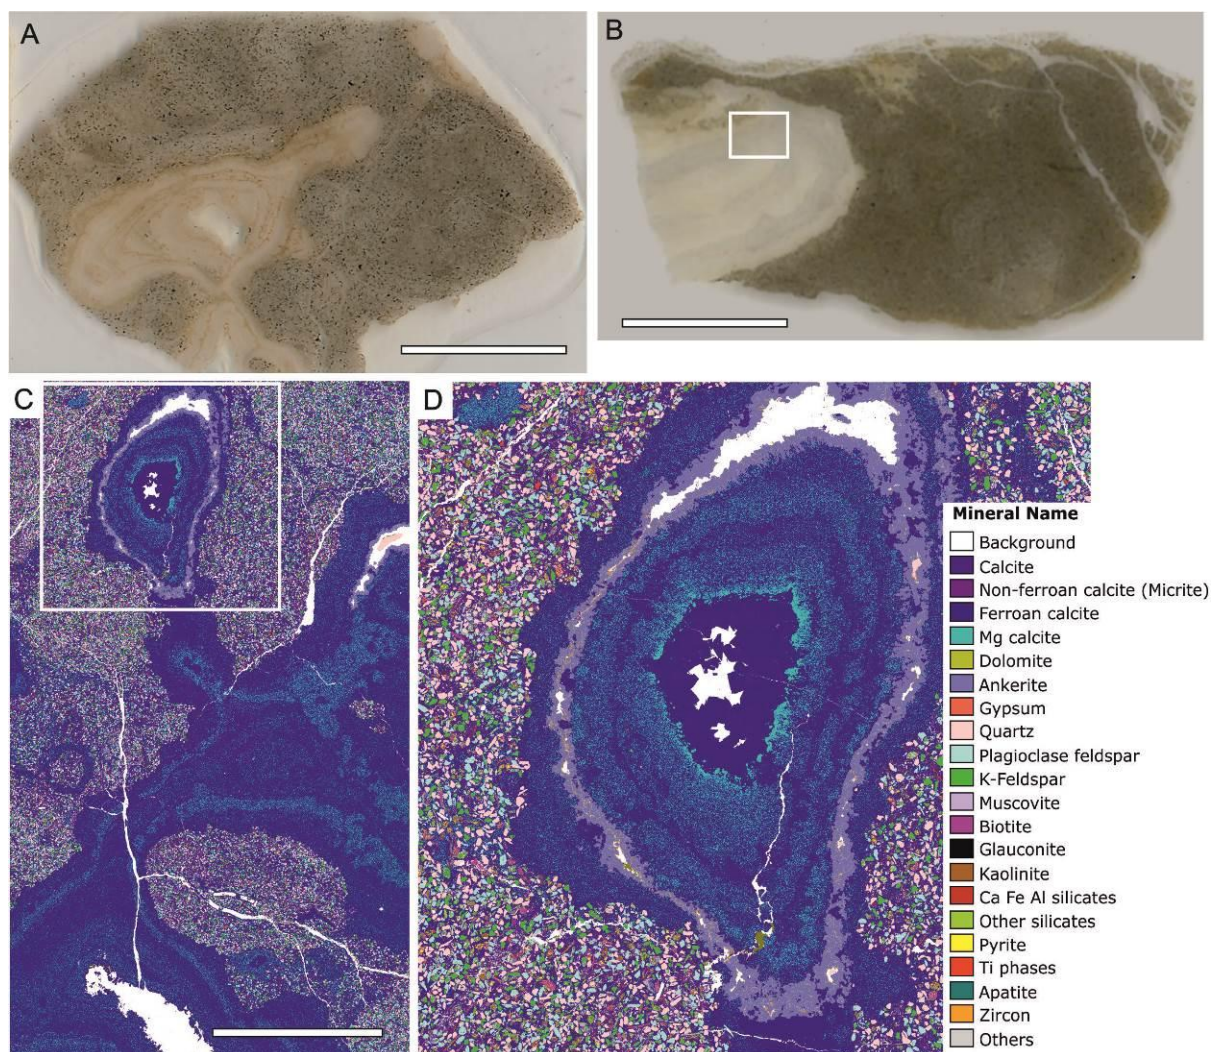 A
B
C
D
Mineral Name
Background
Calcite
Non-ferroan calcite (Micrite)
Ferroan calcite
Mg calcite
Dolomite
Ankerite
Gypsum
Quartz
Plagioclase feldspar
K-Feldspar
Muscovite
Biotite
Glauconite
Kaolinite
Ca Fe Al silicates
Other silicates
Pyrite
Ti phases
Apatite
Zircon
Others